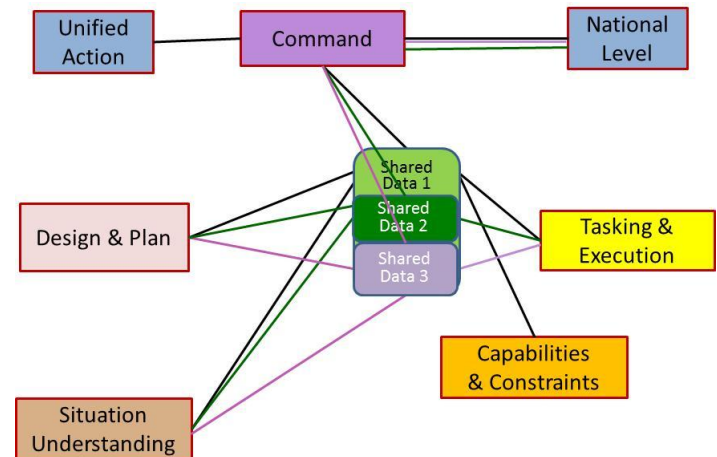 Unified
Action
Command
National
Level
Shared
Data 1
Shared
Data 2
Shared
Data 3
Design & Plan
Tasking &
Execution
Capabilities
& Constraints
Situation
Understanding